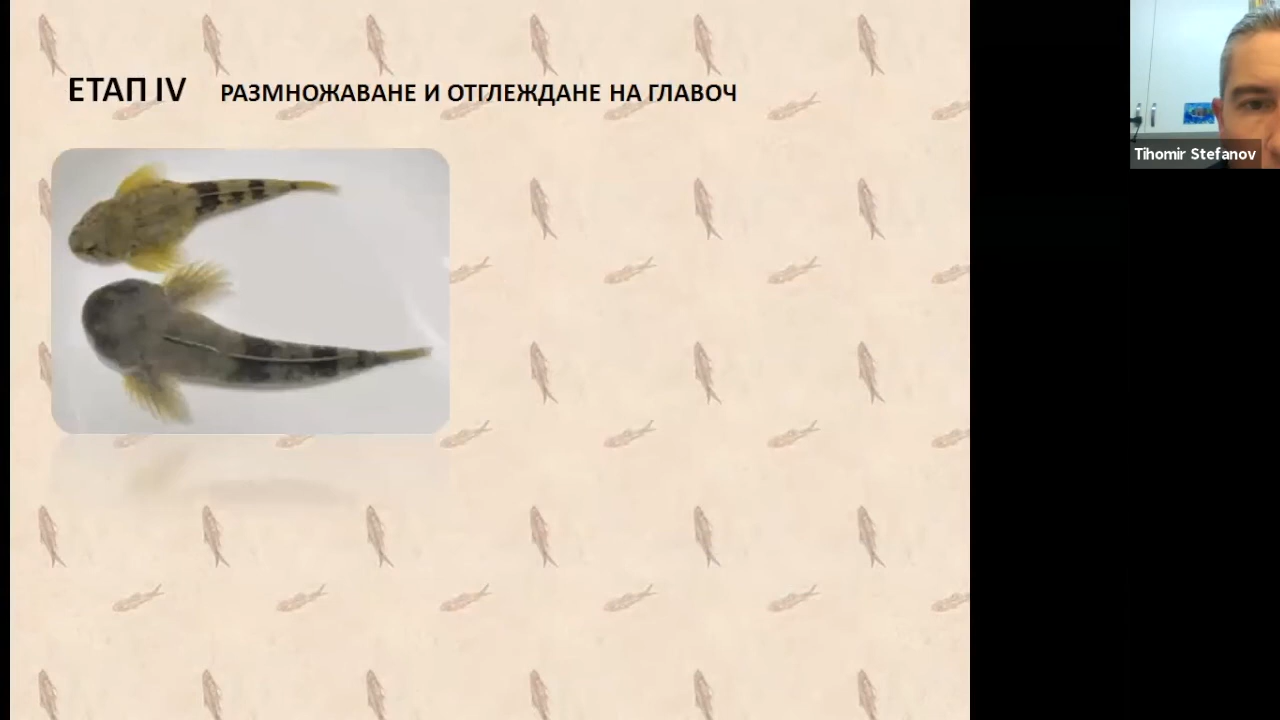 ЕТАП IV РАЗМНОЖАВАНЕ И ОТГЛЕЖДАНЕ НА ГЛАВОЧ
Tihomir Stefanov